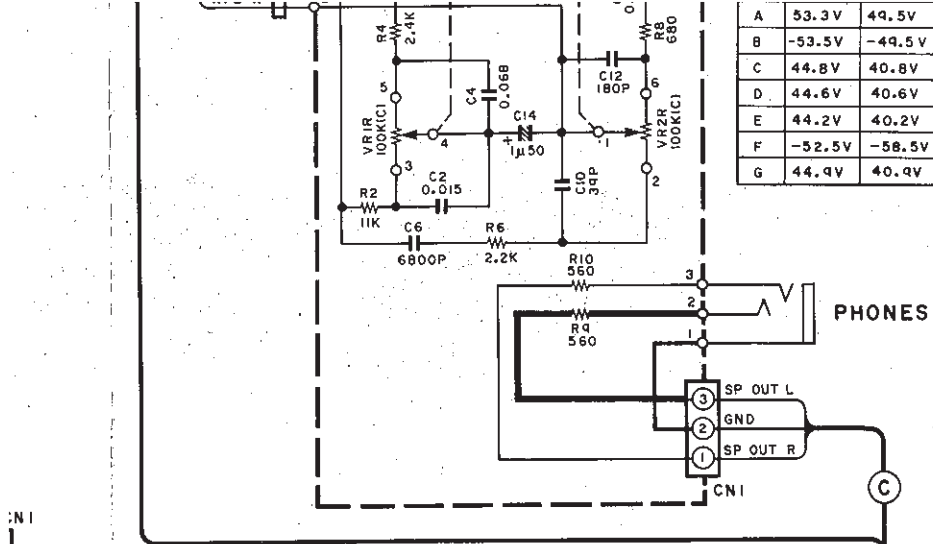 R4
2.4K
C4
0.068
5
VR1R
100K(C)
4
3
C14
+
1μ50
C2
0.015
R2
11K
C6
6800P
R6
2.2K
C10
39P
R8
680
C12
180P
6
1
VR2R
100K(C)
2
A 53.3V 49.5V
B -53.5V -49.5V
C 44.8V 40.8V
D 44.6V 40.6V
E 44.2V 40.2V
F -52.5V -58.5V
G 44.9V 40.9V
R10
560
3
2
R9
560
1
PHONES
3 SP OUT L
2 GND
1 SP OUT R
CN1
C
CN1